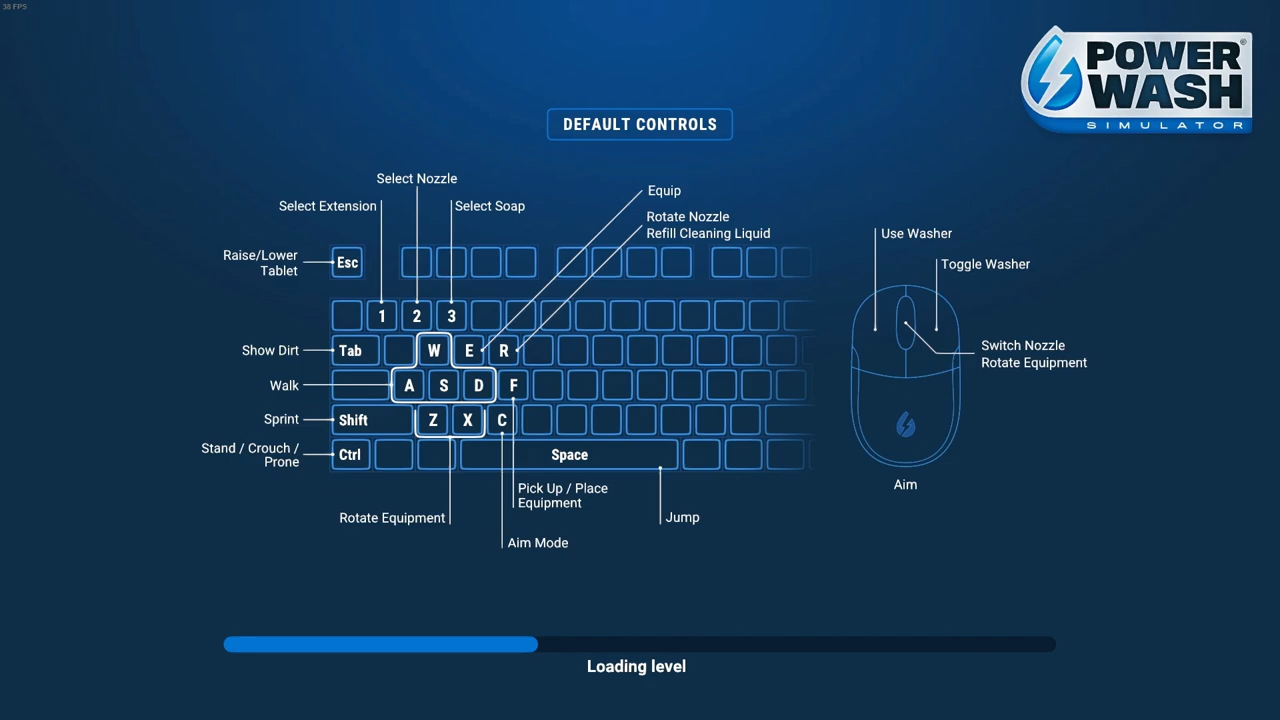 38 FPS
POWER
WASH
SIMULATOR
DEFAULT CONTROLS
Select Nozzle
Select Extension
Select Soap
Equip
Rotate Nozzle
Refill Cleaning Liquid
Raise/Lower
Tablet
Esc
1 2 3
Show Dirt
Tab W E R
Walk
A S D F
Sprint
Shift Z X C
Stand / Crouch /
Prone
Ctrl Space
Rotate Equipment
Pick Up / Place
Equipment
Aim Mode
Jump
Use Washer
Toggle Washer
Switch Nozzle
Rotate Equipment
Aim
Loading level